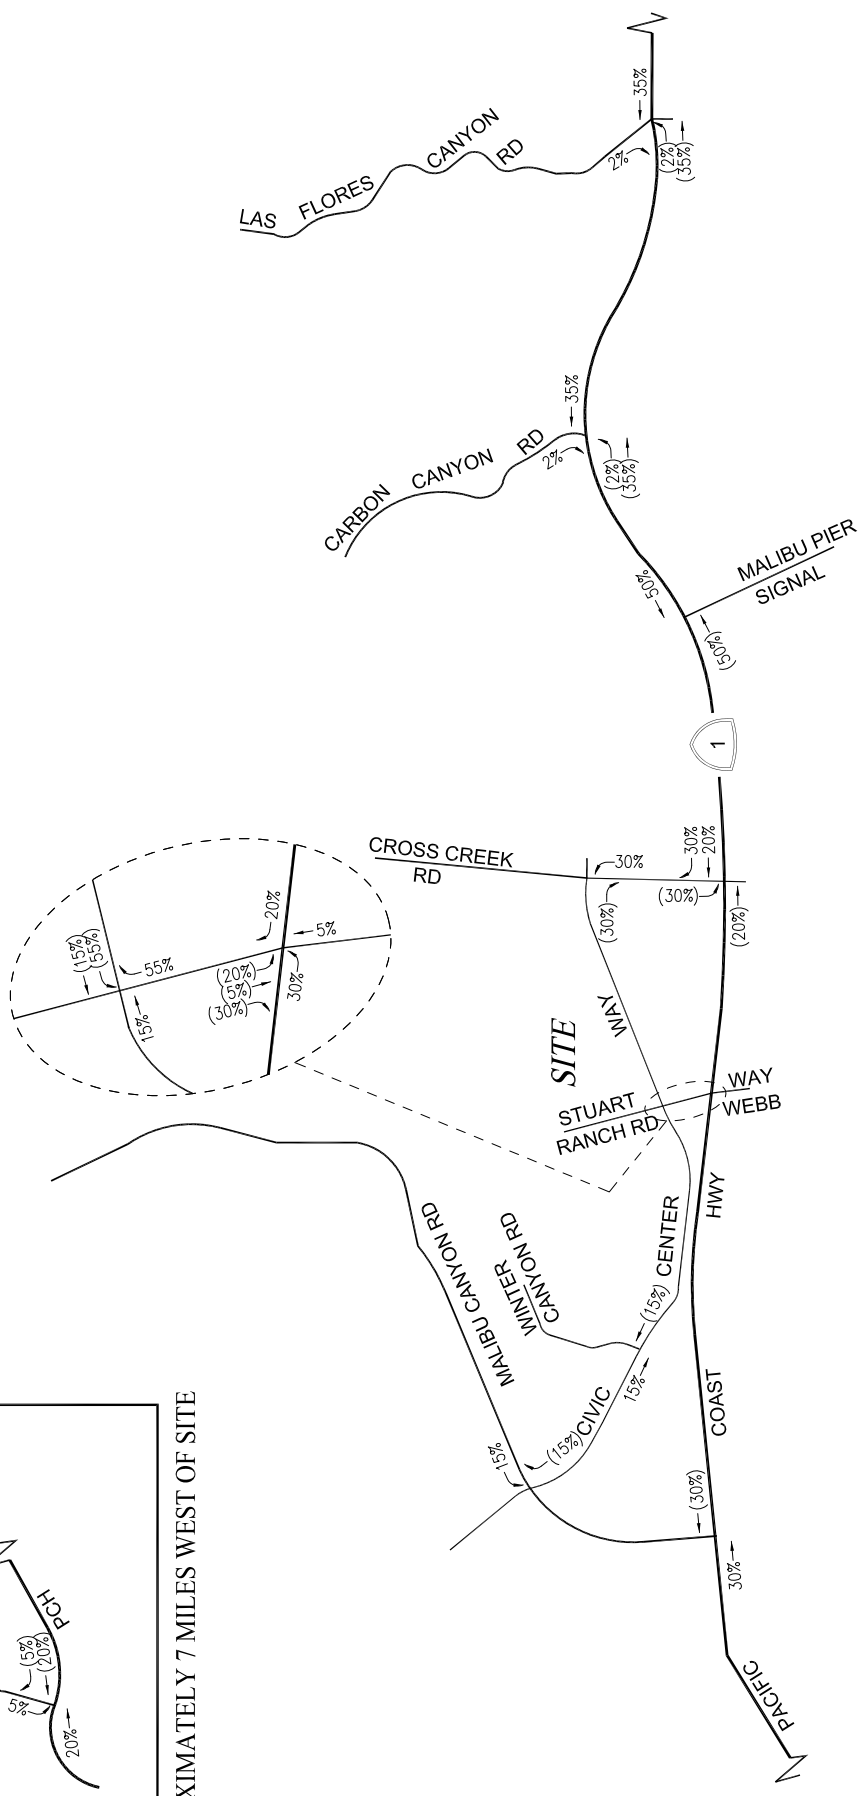 35%
2%
(2%)
(35%)
LAS FLORES CANYON RD
35%
2%
(2%)
(35%)
CARBON CANYON RD
50%
(50%)
MALIBU PIER
SIGNAL
1
CROSS CREEK
RD
30%
30%
20%
(30%)
(30%)
(20%)
(15%)
(55%)
55%
15%
20%
5%
(20%)
(5%)
(30%)
30%
SITE
STUART
RANCH RD
WAY
WEBB
MALIBU CANYON RD
WINTER
CANYON RD
CIVIC CENTER WAY
(15%)
15%
15%
(15%)
(30%)
30%
PACIFIC COAST HWY
XIMATELY 7 MILES WEST OF SITE
PCH
(5%)
(20%)
5%
20%